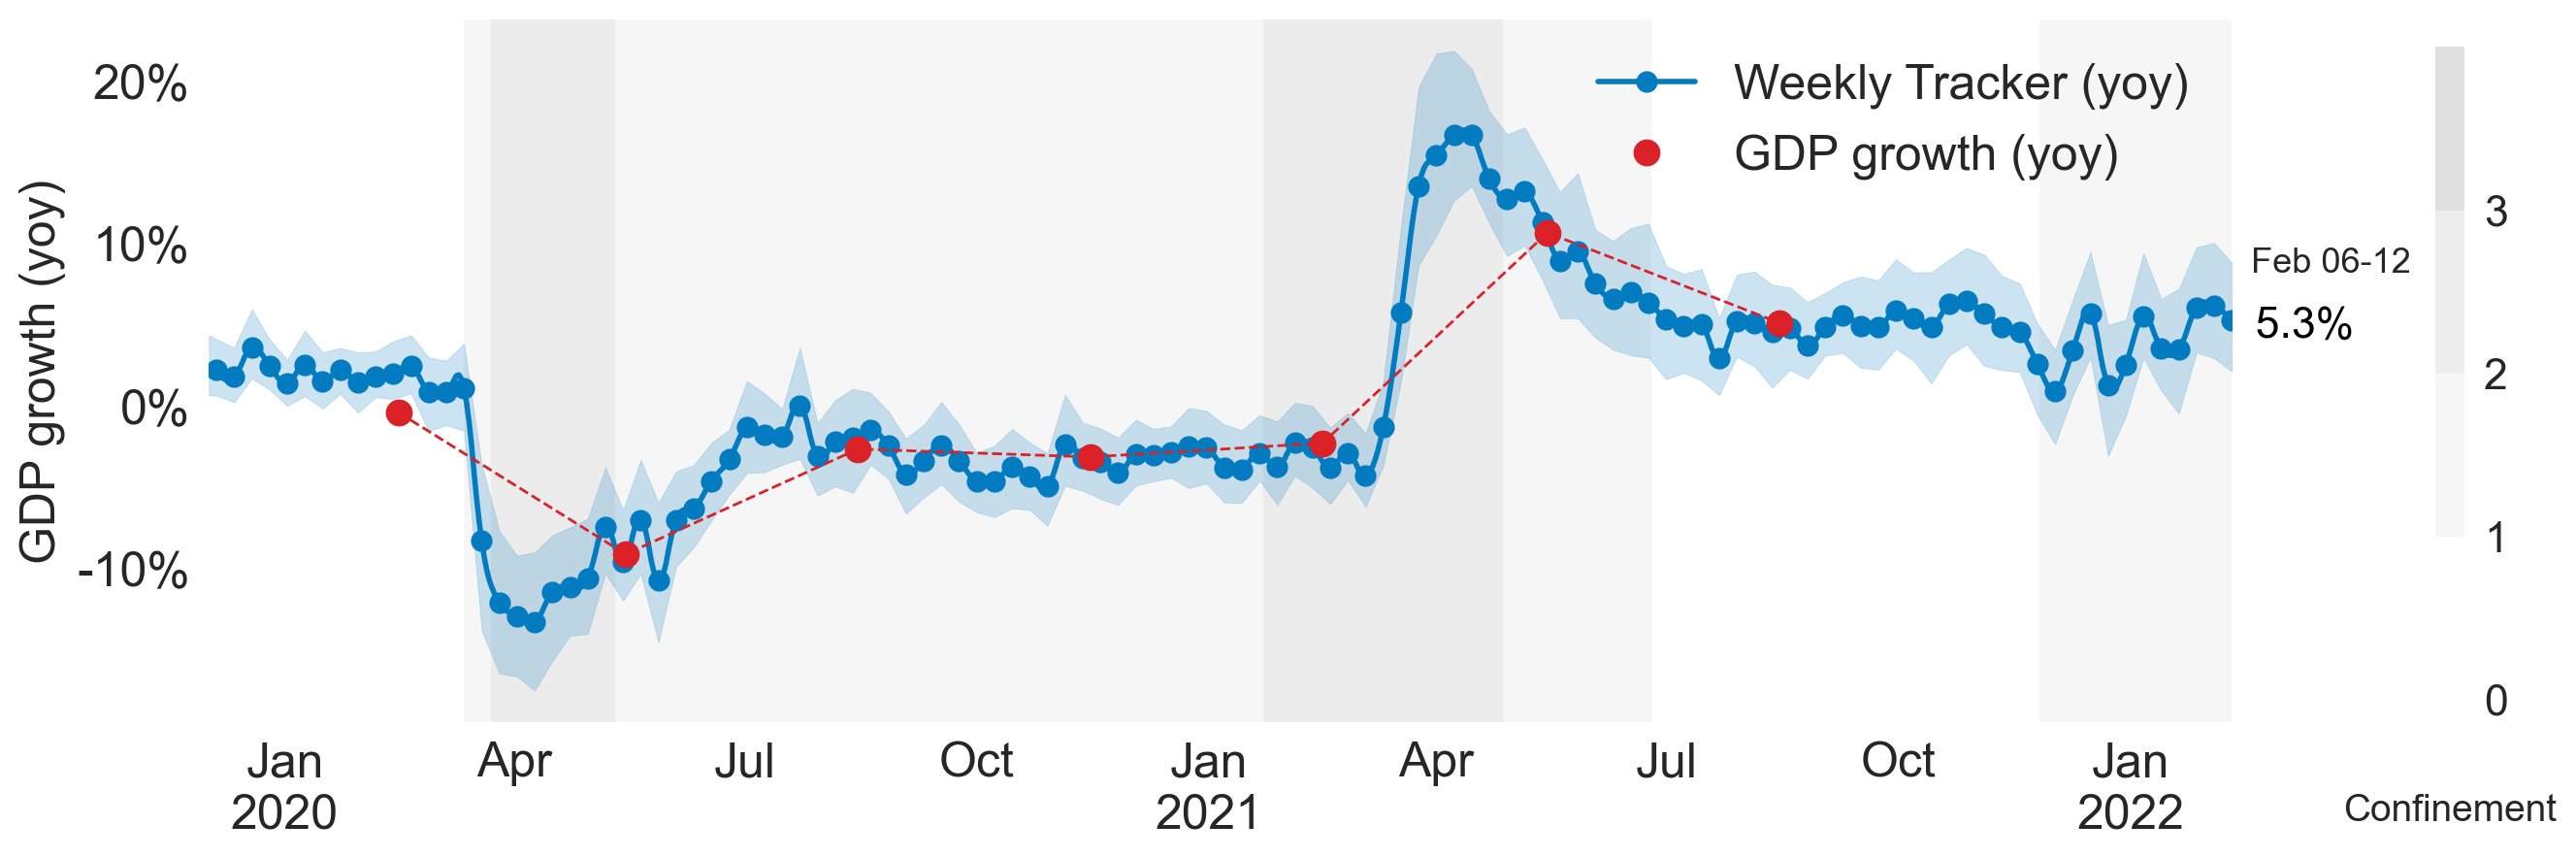 GDP growth (yoy)
20%
10%
0%
-10%
Weekly Tracker (yoy)
GDP growth (yoy)
Feb 06-12
5.3%
3
2
1
0
Confinement
Jan
2020
Apr
Jul
Oct
Jan
2021
Apr
Jul
Oct
Jan
2022